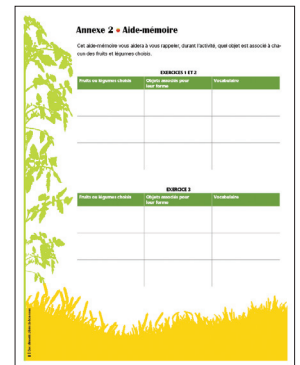 Annexe 2 • Aide-mémoire
Cet aide-mémoire vous aidera à vous rappeler, durant l'activité, quel objet est associé à cha-
cun des fruits et légumes choisis.
EXERCICES 1 ET 2
Fruits ou légumes choisis
Objets associés pour
leur forme
Vocabulaire
EXERCICE 3
Fruits ou légumes choisis
Objets associés pour
leur forme
Vocabulaire